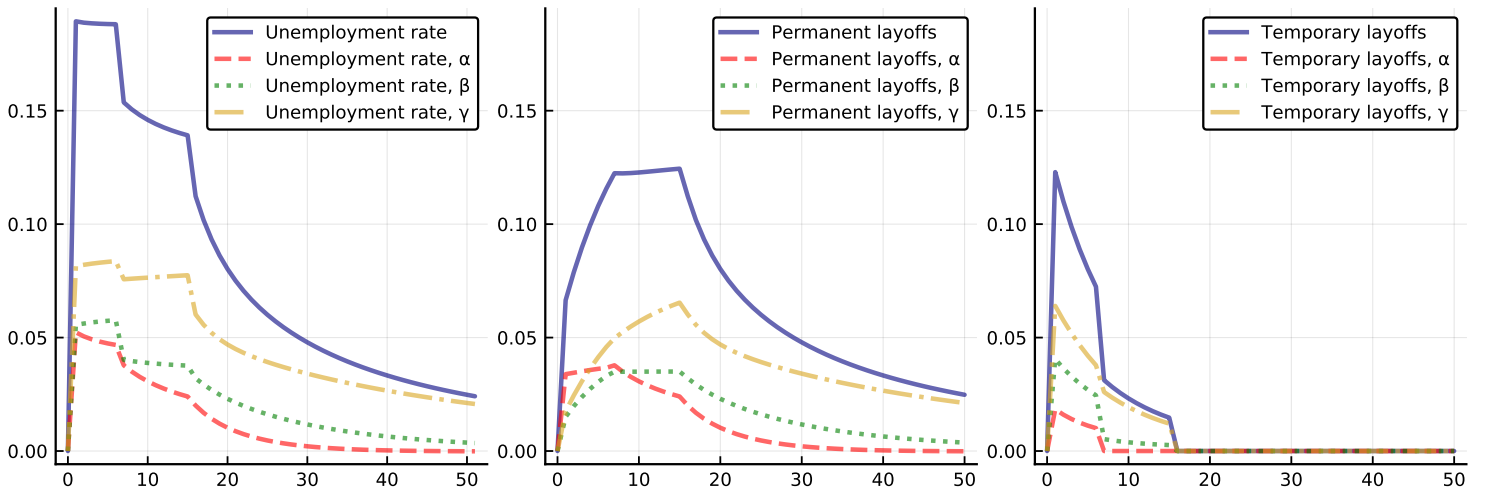 Unemployment rate
Unemployment rate, α
Unemployment rate, β
Unemployment rate, γ
0.15
0.10
0.05
0.00
0 10 20 30 40 50
Permanent layoffs
Permanent layoffs, α
Permanent layoffs, β
Permanent layoffs, γ
0.15
0.10
0.05
0.00
0 10 20 30 40 50
Temporary layoffs
Temporary layoffs, α
Temporary layoffs, β
Temporary layoffs, γ
0.15
0.10
0.05
0.00
0 10 20 30 40 50